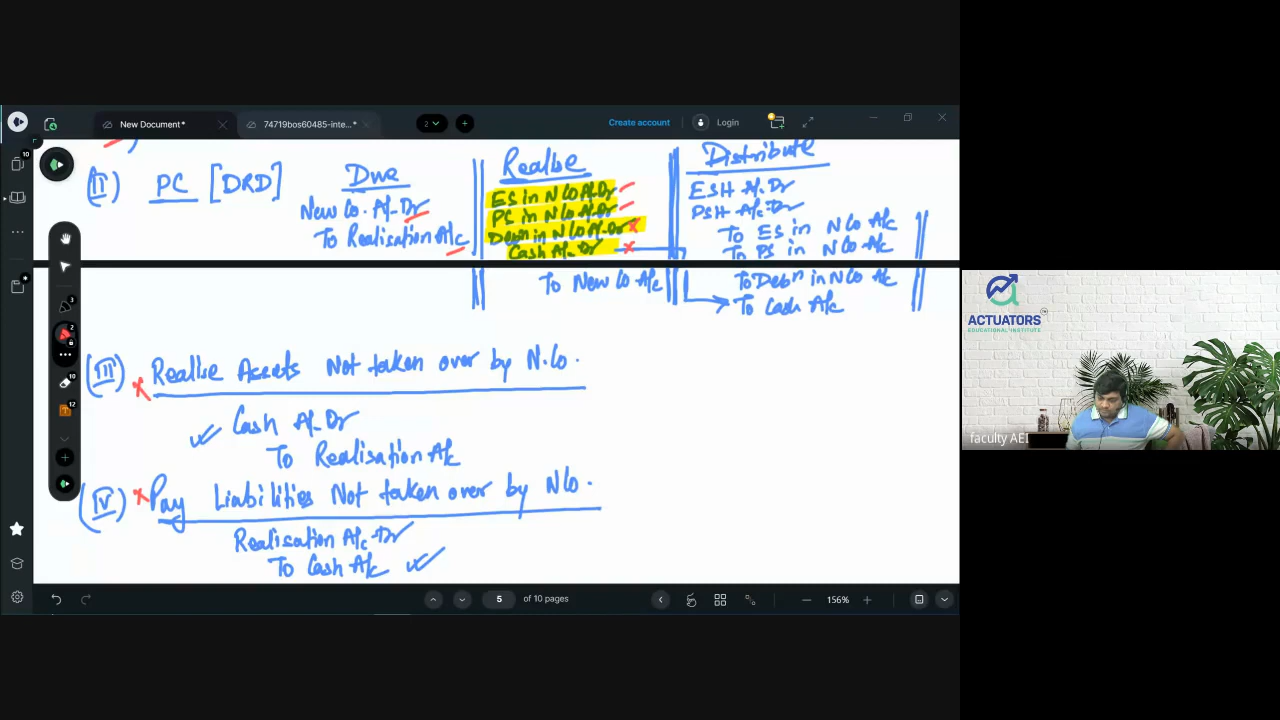 New Document*
74719bos60485-inte...*
2
Create account
Login
(II) PC [DRD]
Due
New Co. A/c Dr
To Realisation A/c
Realise
ES in N Co A/c Dr
PS in N Co A/c Dr
Debn in N Co A/c Dr
Cash A/c Dr
To New Co A/c
Distribute
ESH A/c Dr
PSH A/c Dr
To ES in N Co A/c
To PS in N Co A/c
To Debn in N Co A/c
To Cash A/c
(III) Realise Assets Not taken over by N.Co.
Cash A/c Dr
To Realisation A/c
(IV) Pay Liabilities Not taken over by N Co.
Realisation A/c Dr
To Cash A/c
5 of 10 pages
156%
ACTUATORS
EDUCATIONAL INSTITUTE
faculty AEI